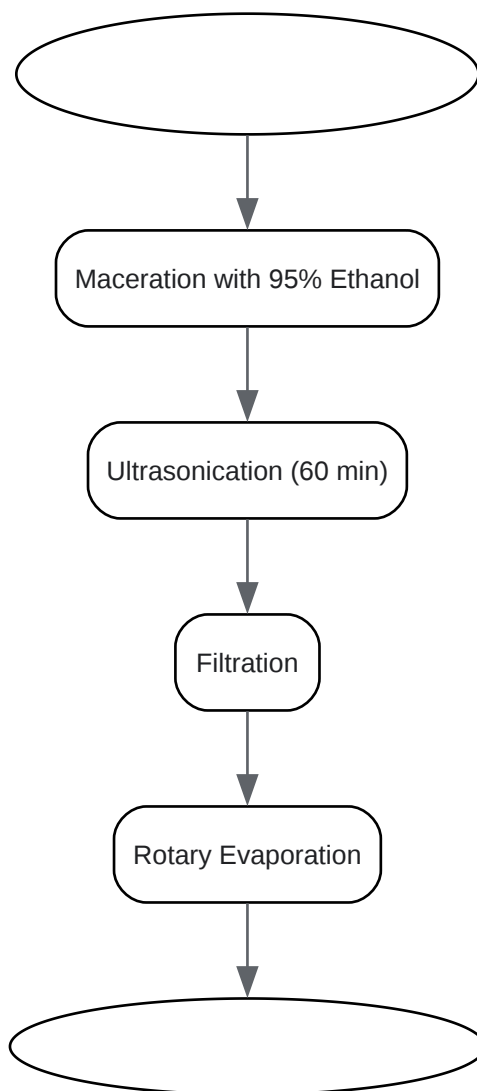 Maceration with 95% Ethanol
Ultrasonication (60 min)
Filtration
Rotary Evaporation